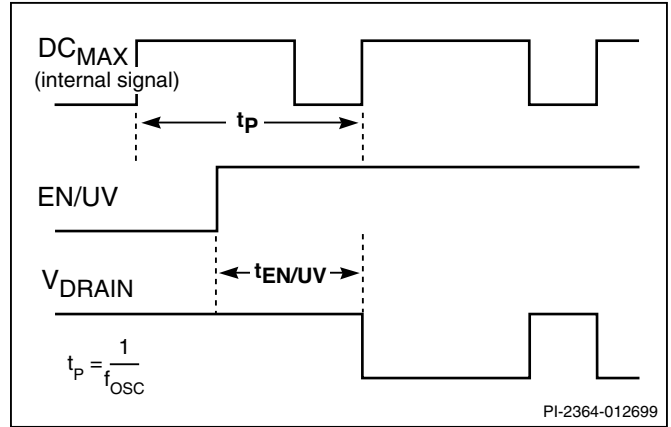 DCMAX
(internal signal)
tP
EN/UV
tEN/UV
VDRAIN
tP = 1/fOSC
PI-2364-012699